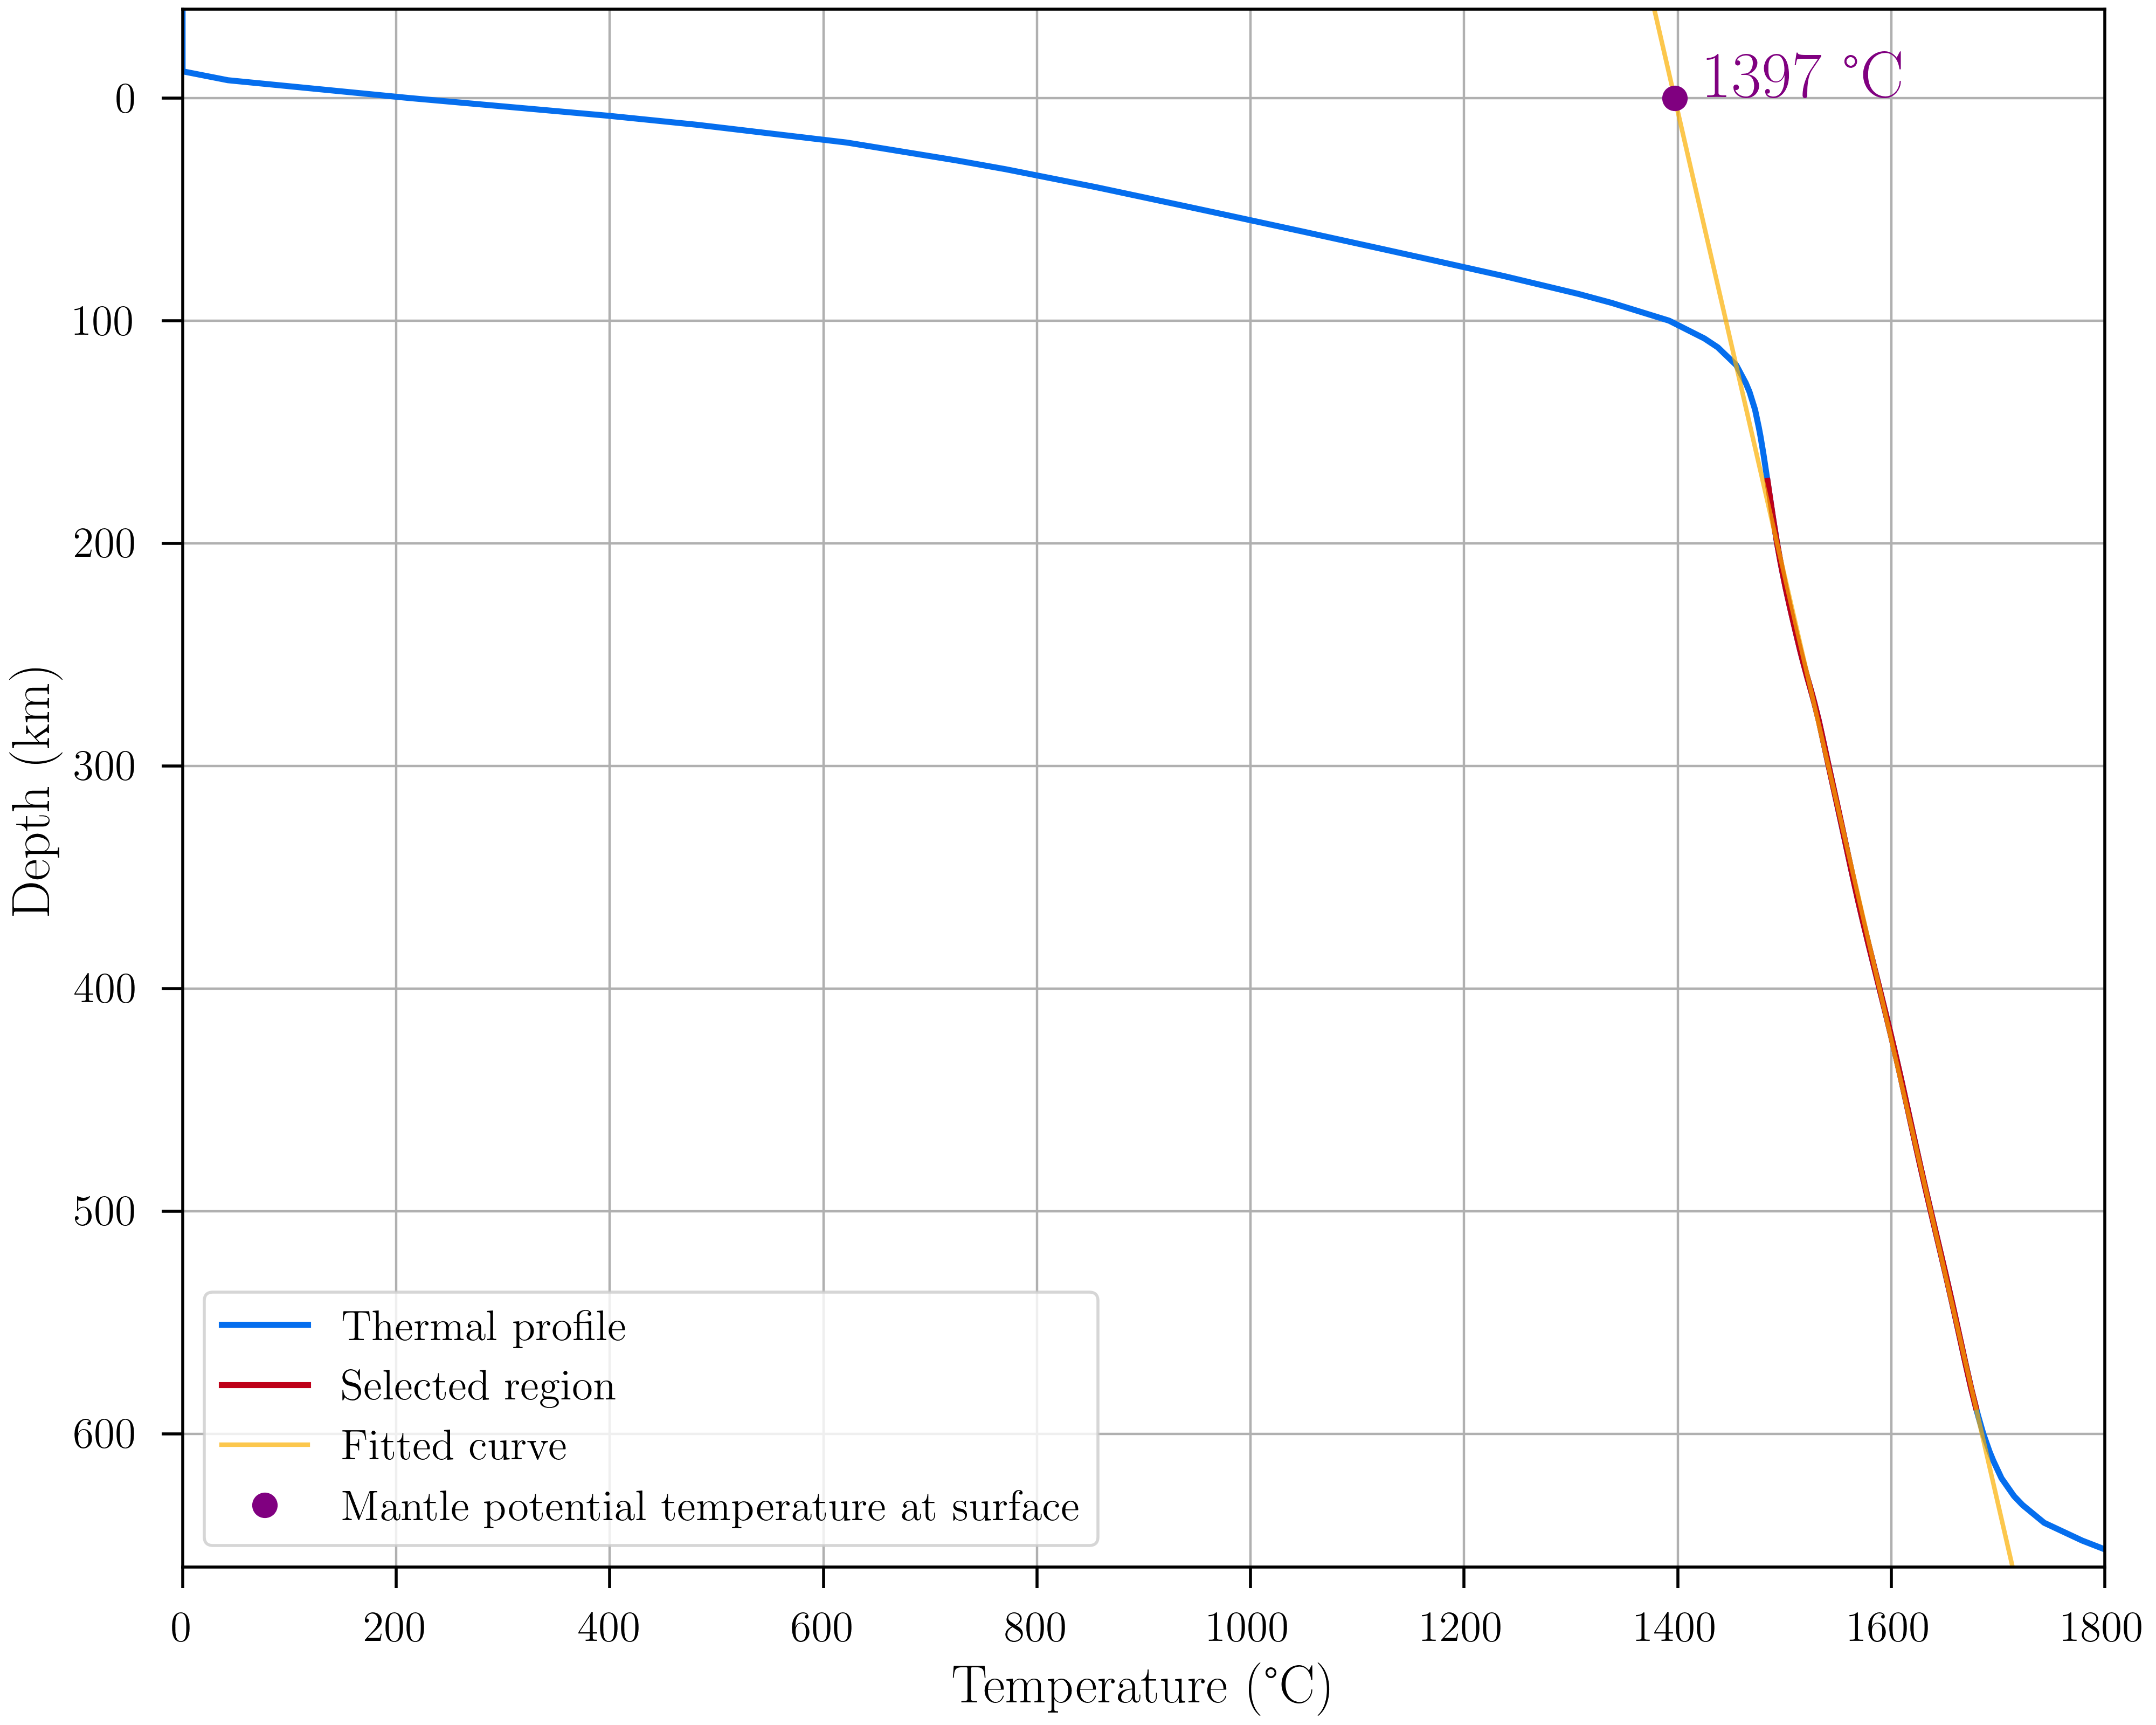 1397 °C
0
100
200
300
400
500
600
Depth (km)
Thermal profile
Selected region
Fitted curve
Mantle potential temperature at surface
0 200 400 600 800 1000 1200 1400 1600 1800
Temperature (°C)